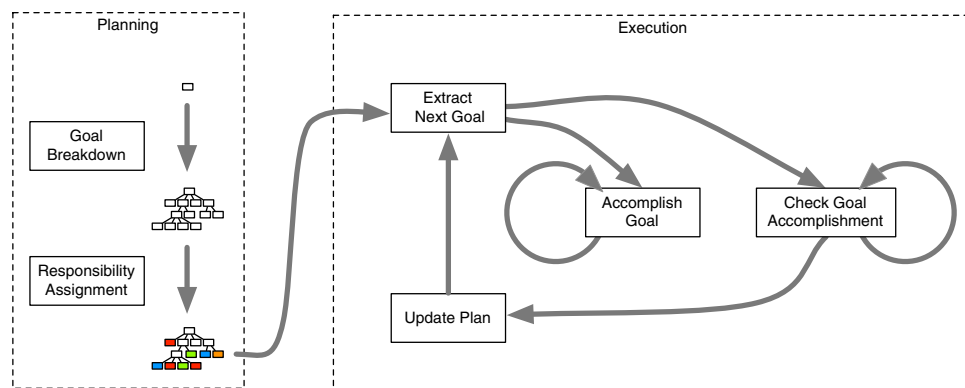 Planning
Goal
Breakdown
Responsibility
Assignment
Execution
Extract
Next Goal
Accomplish
Goal
Check Goal
Accomplishment
Update Plan